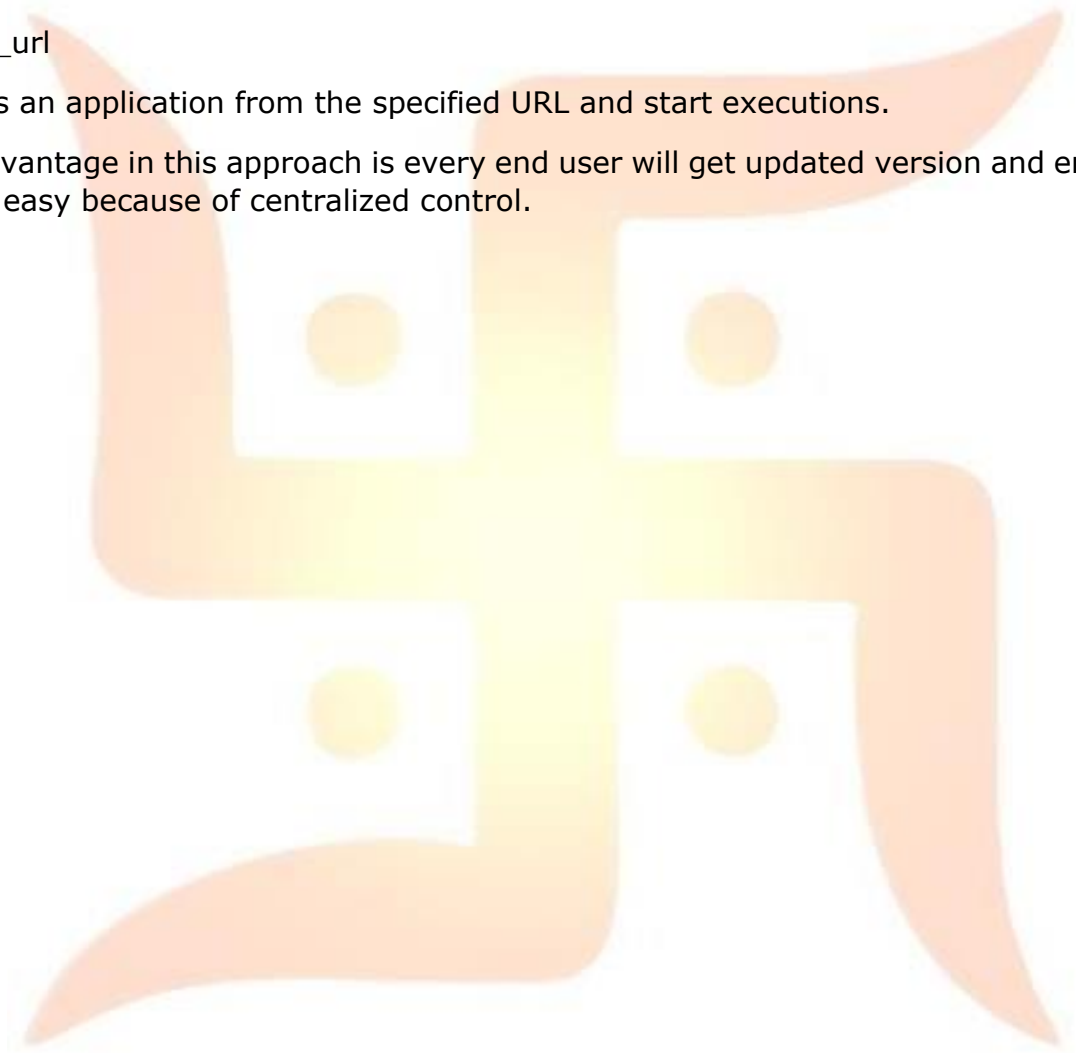 _url
s an application from the specified URL and start executions.
vantage in this approach is every end user will get updated version and e
easy because of centralized control.